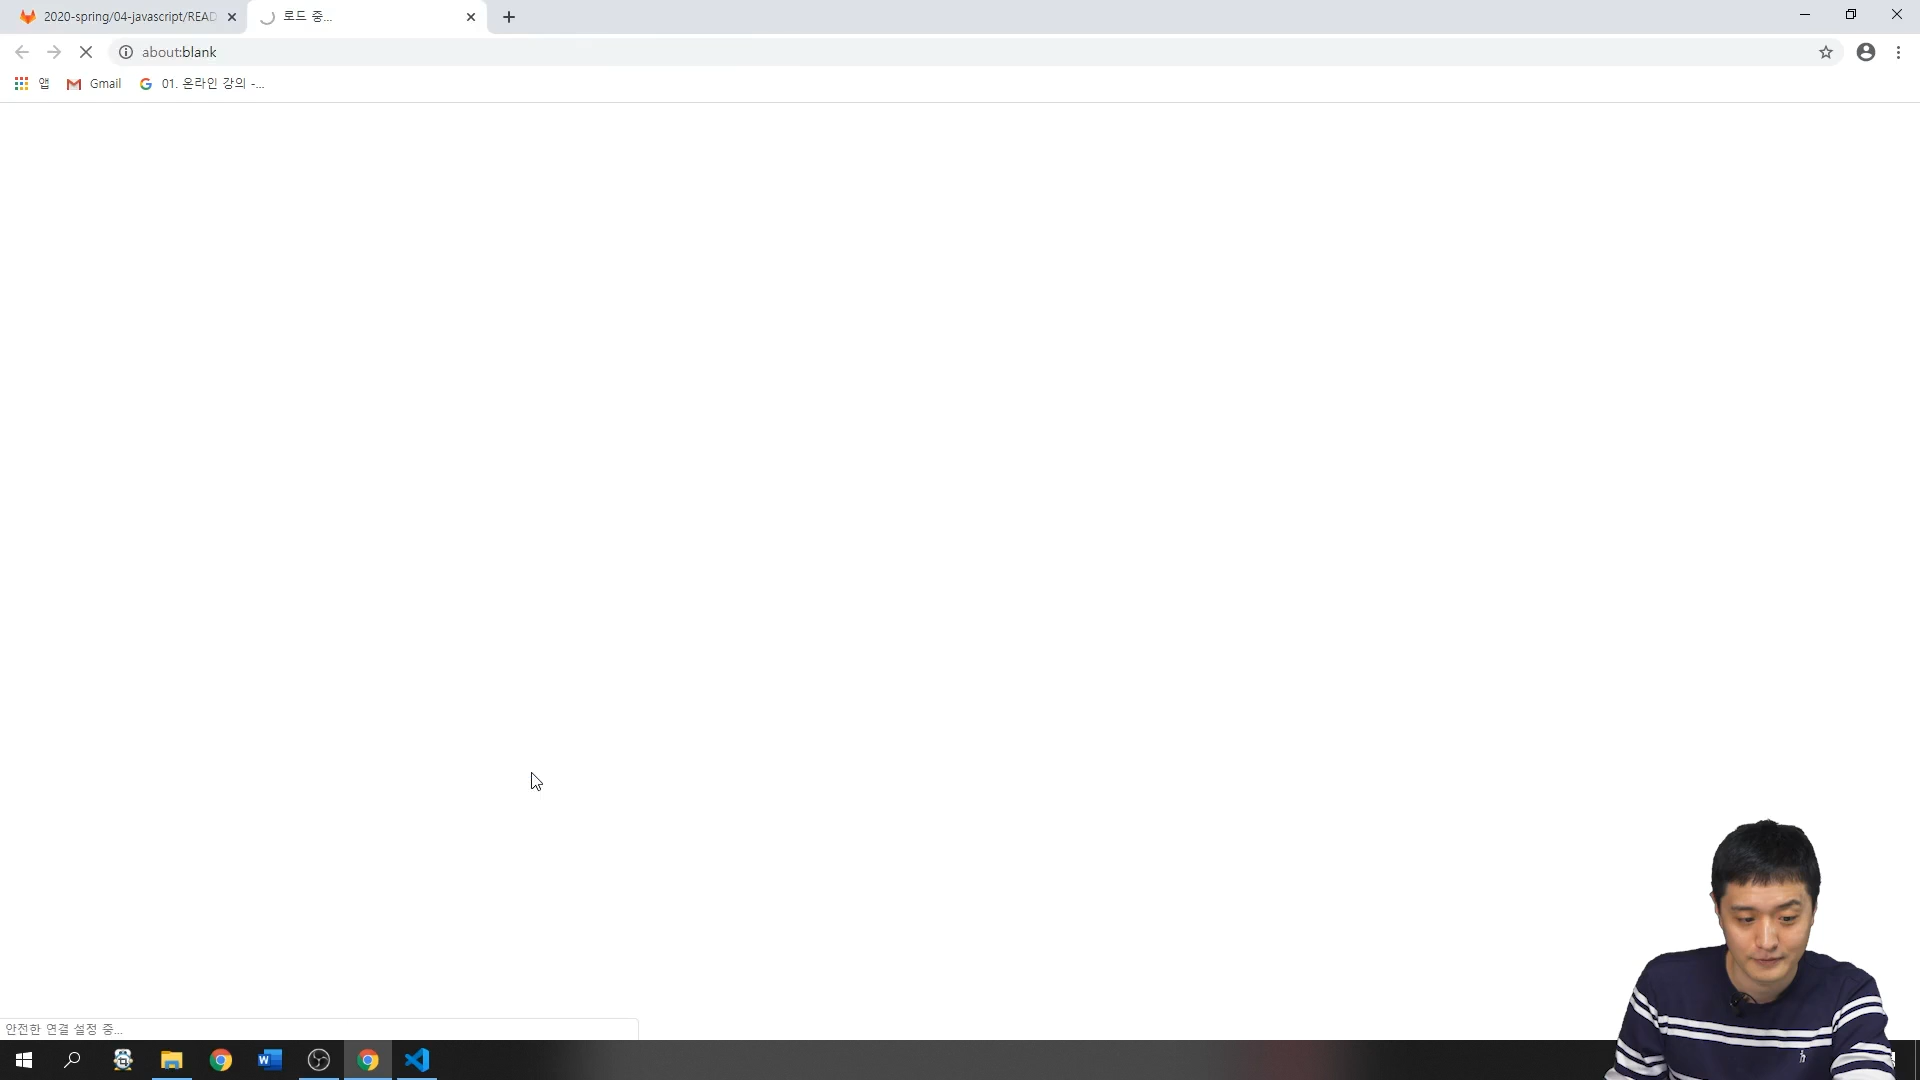 2020-spring/04-javascript/READ
로드 중...
about:blank
앱
Gmail
01. 온라인 강의 -...
안전한 연결 설정 중...